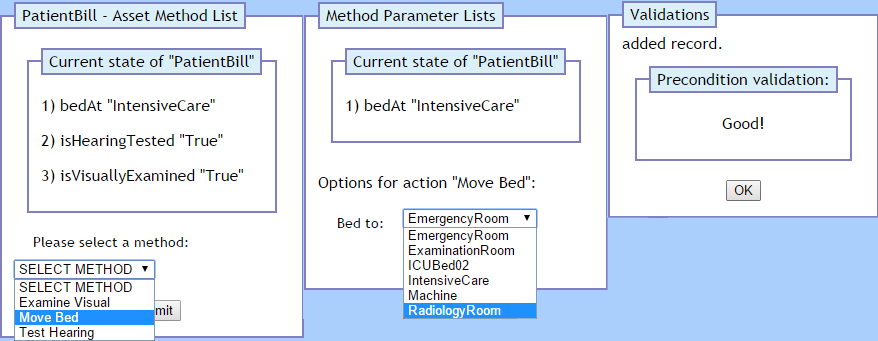 PatientBill - Asset Method List
Current state of "PatientBill"
1) bedAt "IntensiveCare"
2) isHearingTested "True"
3) isVisuallyExamined "True"
Please select a method:
SELECT METHOD
SELECT METHOD
Examine Visual
Move Bed
Test Hearing
mit
Method Parameter Lists
Current state of "PatientBill"
1) bedAt "IntensiveCare"
Options for action "Move Bed":
Bed to:
EmergencyRoom
EmergencyRoom
ExaminationRoom
ICUBed02
IntensiveCare
Machine
RadiologyRoom
Validations
added record.
Precondition validation:
Good!
OK